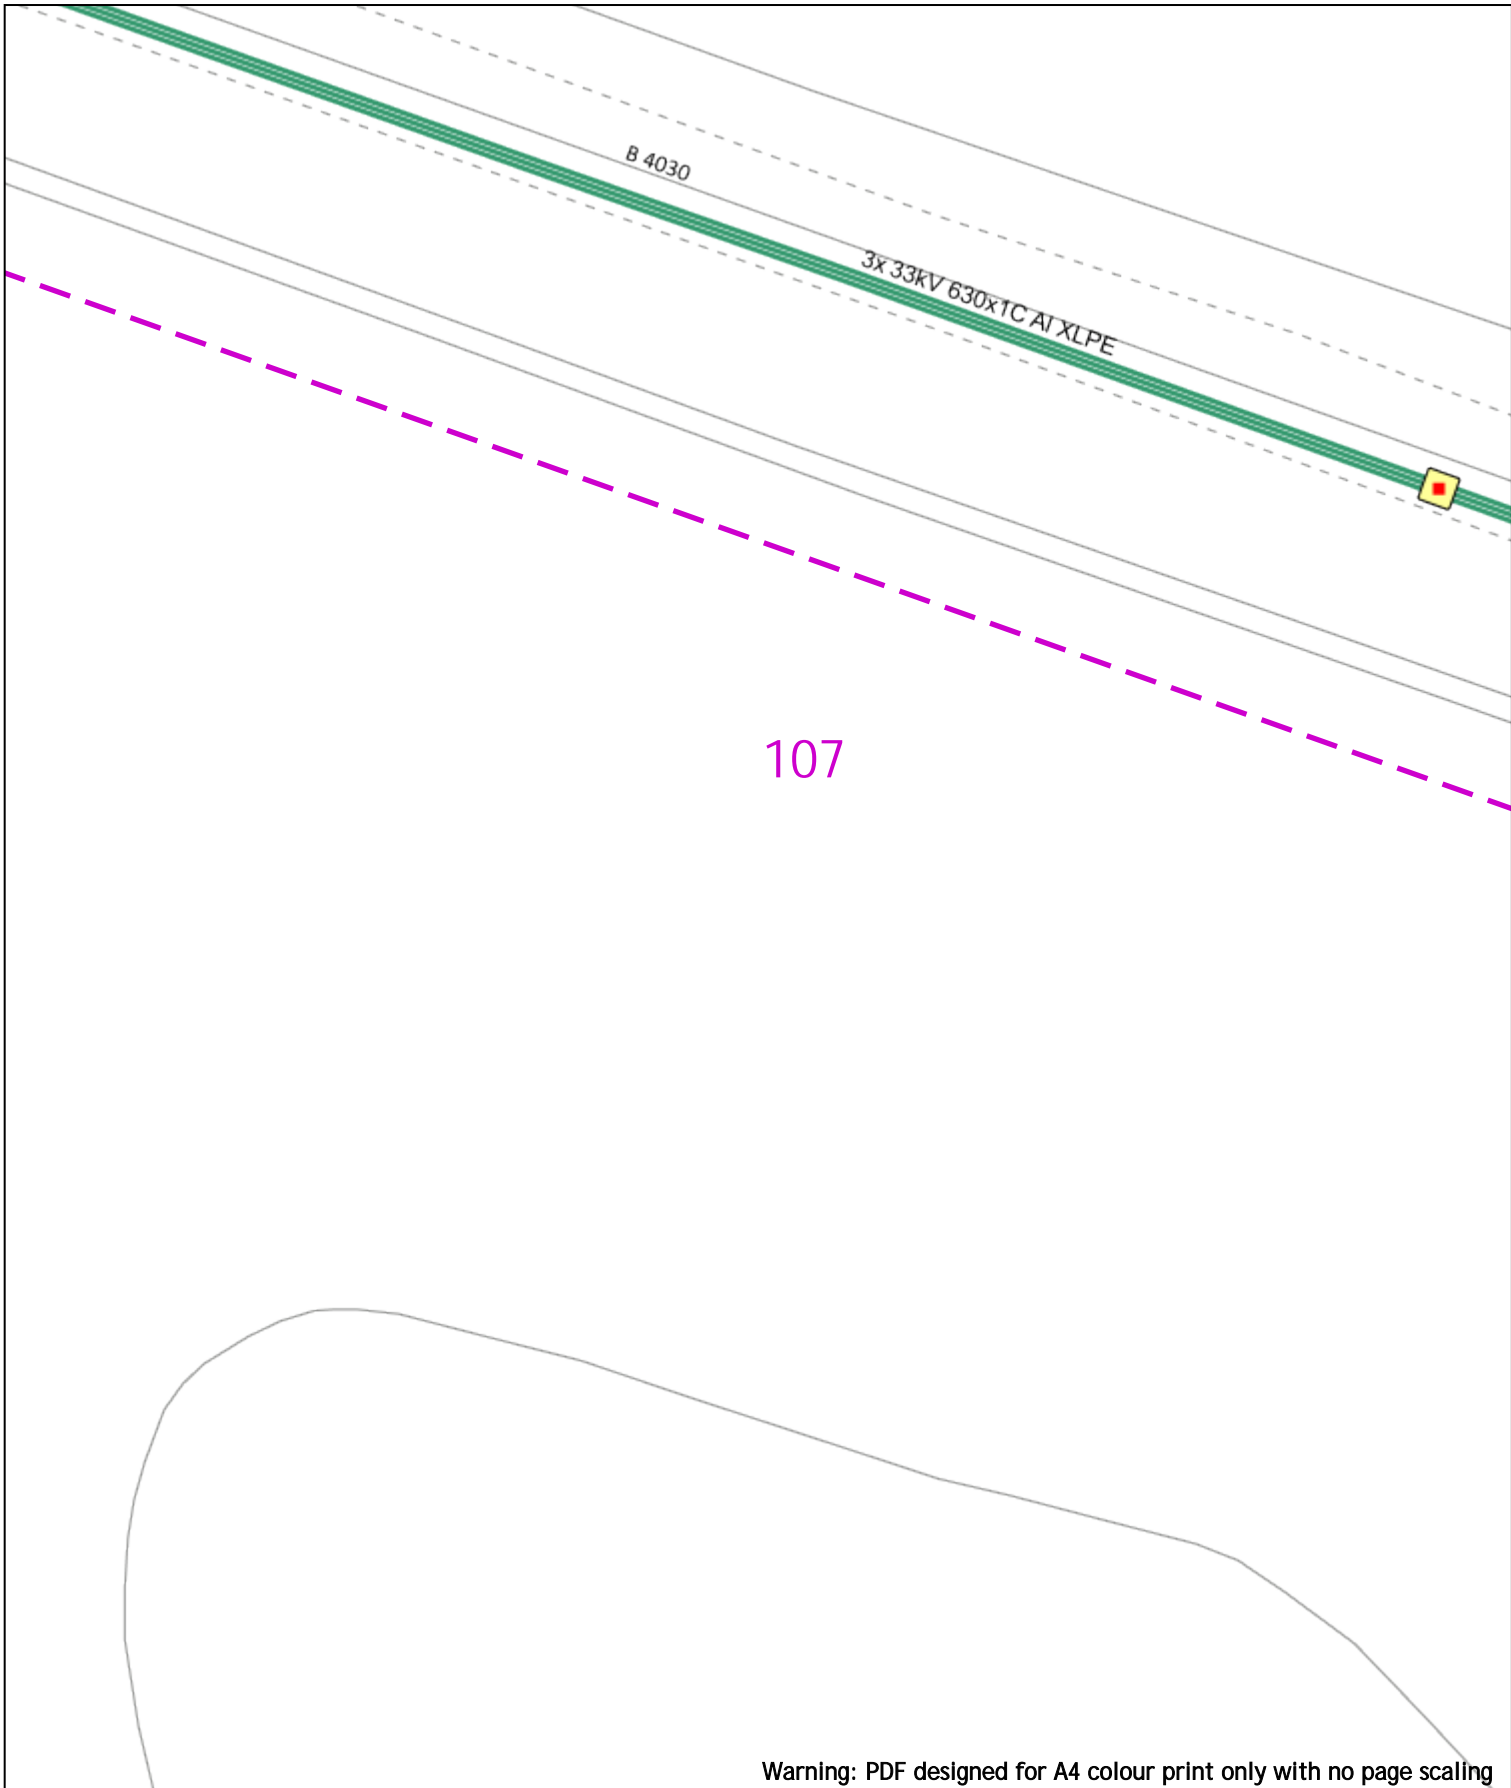 B 4030
3x 33kV 630x1C Al XLPE
107
Warning: PDF designed for A4 colour print only with no page scaling